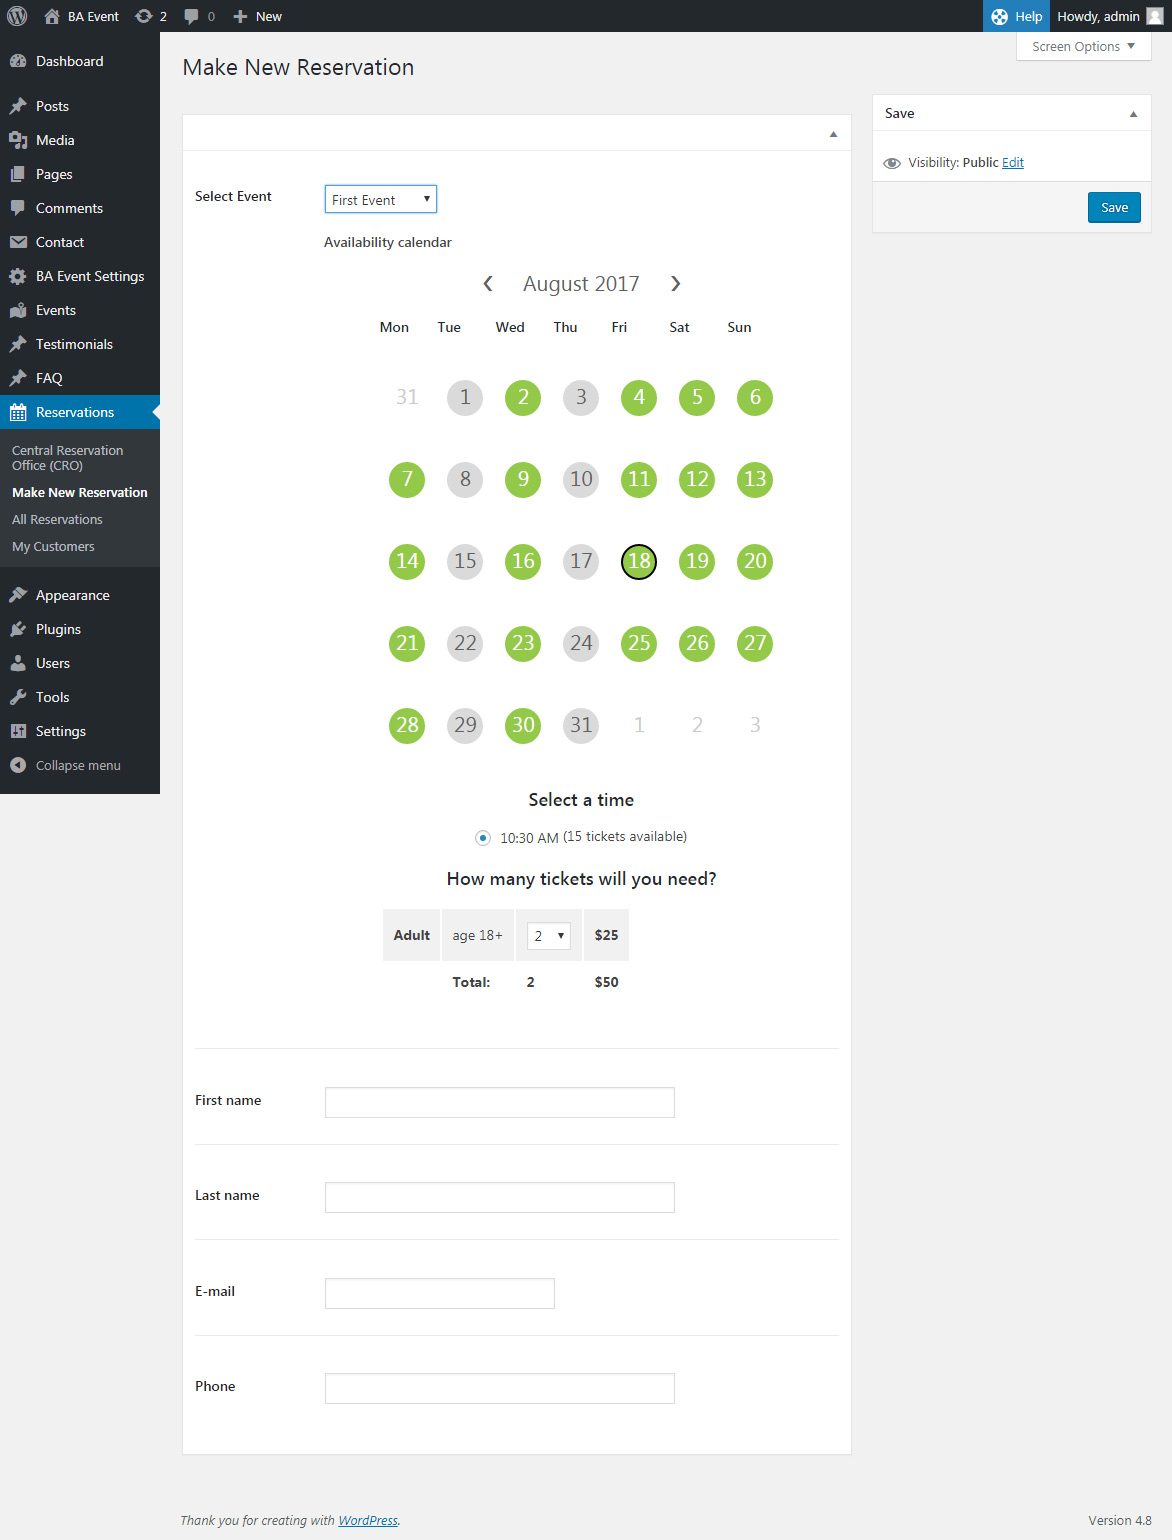 BA Event 2 0 New Help Howdy, admin
Screen Options
Dashboard
Posts
Media
Pages
Comments
Contact
BA Event Settings
Events
Testimonials
FAQ
Reservations
Central Reservation
Office (CRO)
Make New Reservation
All Reservations
My Customers
Appearance
Plugins
Users
Tools
Settings
Collapse menu
Make New Reservation
Select Event First Event
Availability calendar
August 2017
Mon Tue Wed Thu Fri Sat Sun
31 1 2 3 4 5 6
7 8 9 10 11 12 13
14 15 16 17 18 19 20
21 22 23 24 25 26 27
28 29 30 31 1 2 3
Select a time
10:30 AM (15 tickets available)
How many tickets will you need?
Adult age 18+ 2 $25
Total: 2 $50
First name
Last name
E-mail
Phone
Save
Visibility: Public Edit
Save
Thank you for creating with WordPress.
Version 4.8